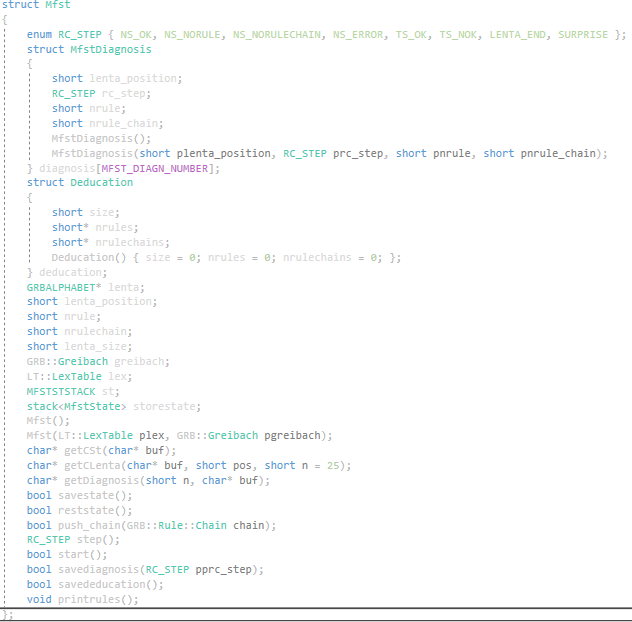 struct Mfst
{
enum RC_STEP { NS_OK, NS_NORULE, NS_NORULECHAIN, NS_ERROR, TS_OK, TS_NOK, LENTA_END, SURPRISE };
struct MfstDiagnosis
{
short lenta_position;
RC_STEP rc_step;
short nrule;
short nrule_chain;
MfstDiagnosis();
MfstDiagnosis(short plenta_position, RC_STEP prc_step, short pnrule, short pnrule_chain);
} diagnosis[MFST_DIAGN_NUMBER];
struct Deducation
{
short size;
short* nrules;
short* nrulechains;
Deducation() { size = 0; nrules = 0; nrulechains = 0; };
} deducation;
GRBALPHABET* lenta;
short lenta_position;
short nrule;
short nrulechain;
short lenta_size;
GRB::Greibach greibach;
LT::LexTable lex;
MFSTSTSTACK st;
stack<MfstState> storestate;
Mfst();
Mfst(LT::LexTable plex, GRB::Greibach pgreibach);
char* getCSt(char* buf);
char* getCLenta(char* buf, short pos, short n = 25);
char* getDiagnosis(short n, char* buf);
bool savestate();
bool reststate();
bool push_chain(GRB::Rule::Chain chain);
RC_STEP step();
bool start();
bool savediagnosis(RC_STEP pprc_step);
bool savededucation();
void printrules();
};